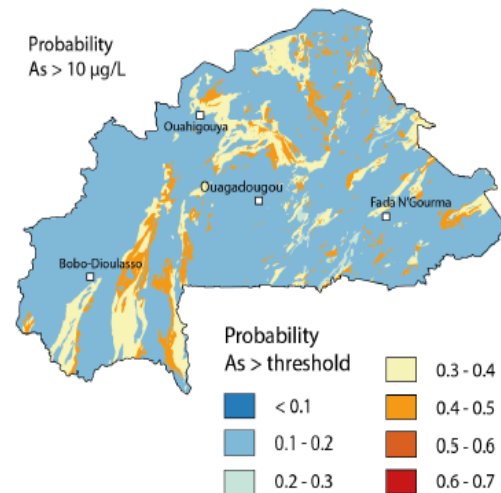 Probability
As > 10 µg/L
Ouahigouya
Ouagadougou
Fada N'Gourma
Bobo-Dioulasso
Probability
As > threshold
< 0.1
0.1 - 0.2
0.2 - 0.3
0.3 - 0.4
0.4 - 0.5
0.5 - 0.6
0.6 - 0.7